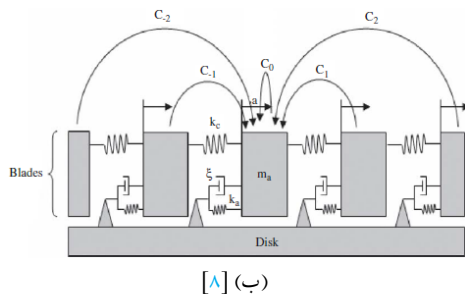 C-2
C2
C-1
C0
C1
a
kc
Blades
ξ
ma
ka
Disk
(ب) [۸]